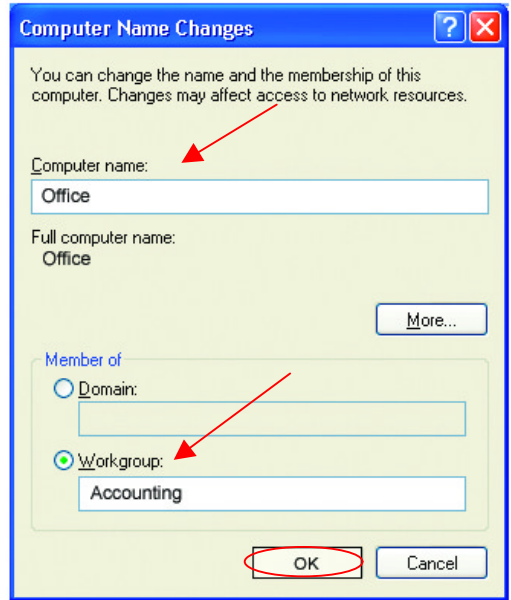 Computer Name Changes
You can change the name and the membership of this
computer. Changes may affect access to network resources.
Computer name:
Office
Full computer name:
Office
More...
Member of
Domain:
Workgroup:
Accounting
OK
Cancel